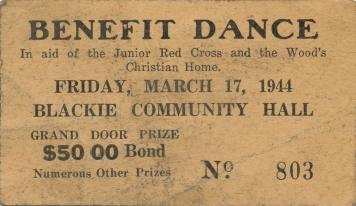 BENEFIT DANCE
In aid of the Junior Red Cross and the Wood's
Christian Home.
FRIDAY, MARCH 17, 1944
BLACKIE COMMUNITY HALL
GRAND DOOR PRIZE
$50 00 Bond
Numerous Other Prizes Nº 803